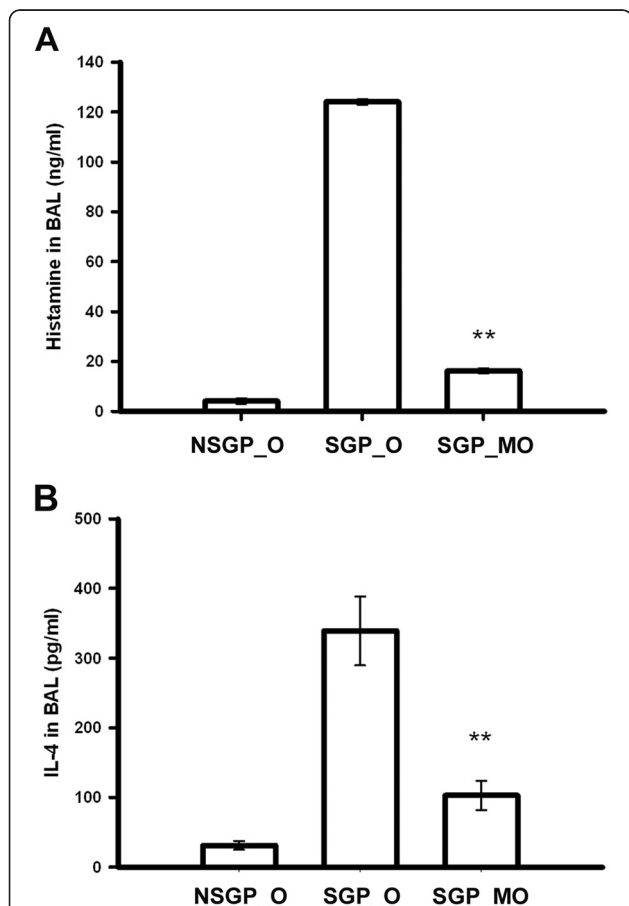 A
Histamine in BAL (ng/ml)
140
120
100
80
60
40
20
0
**
NSGP_O SGP_O SGP_MO
B
IL-4 in BAL (pg/ml)
500
400
300
200
100
0
**
NSGP_O SGP_O SGP_MO